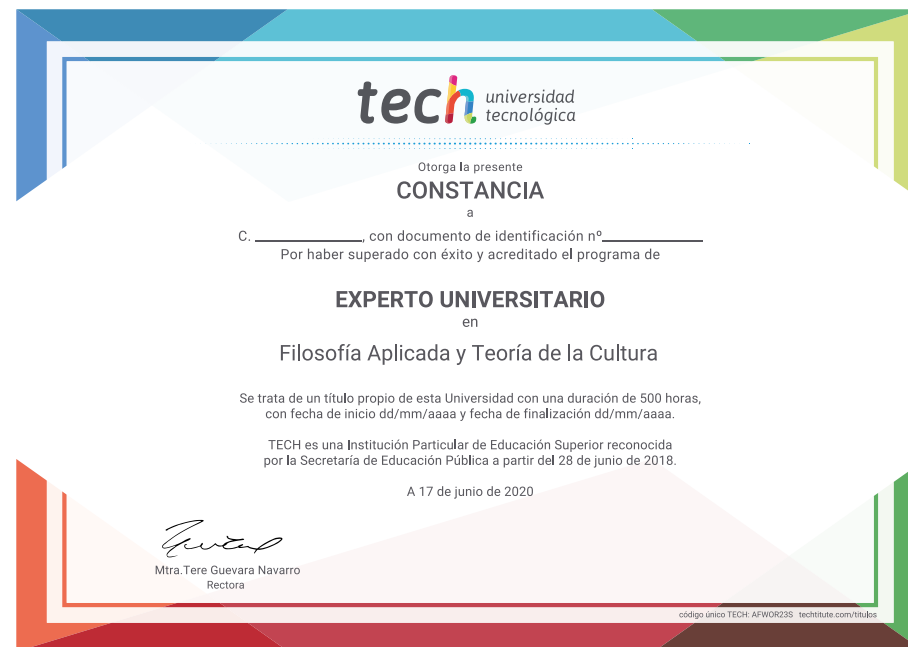 tech universidad
tecnológica
Otorga la presente
CONSTANCIA
a
C. ____________, con documento de identificación nº____________
Por haber superado con éxito y acreditado el programa de
EXPERTO UNIVERSITARIO
en
Filosofía Aplicada y Teoría de la Cultura
Se trata de un título propio de esta Universidad con una duración de 500 horas,
con fecha de inicio dd/mm/aaaa y fecha de finalización dd/mm/aaaa.
TECH es una Institución Particular de Educación Superior reconocida
por la Secretaría de Educación Pública a partir del 28 de junio de 2018.
A 17 de junio de 2020
Mtra.Tere Guevara Navarro
Rectora
código único TECH: AFWOR23S techtitute.com/titulos